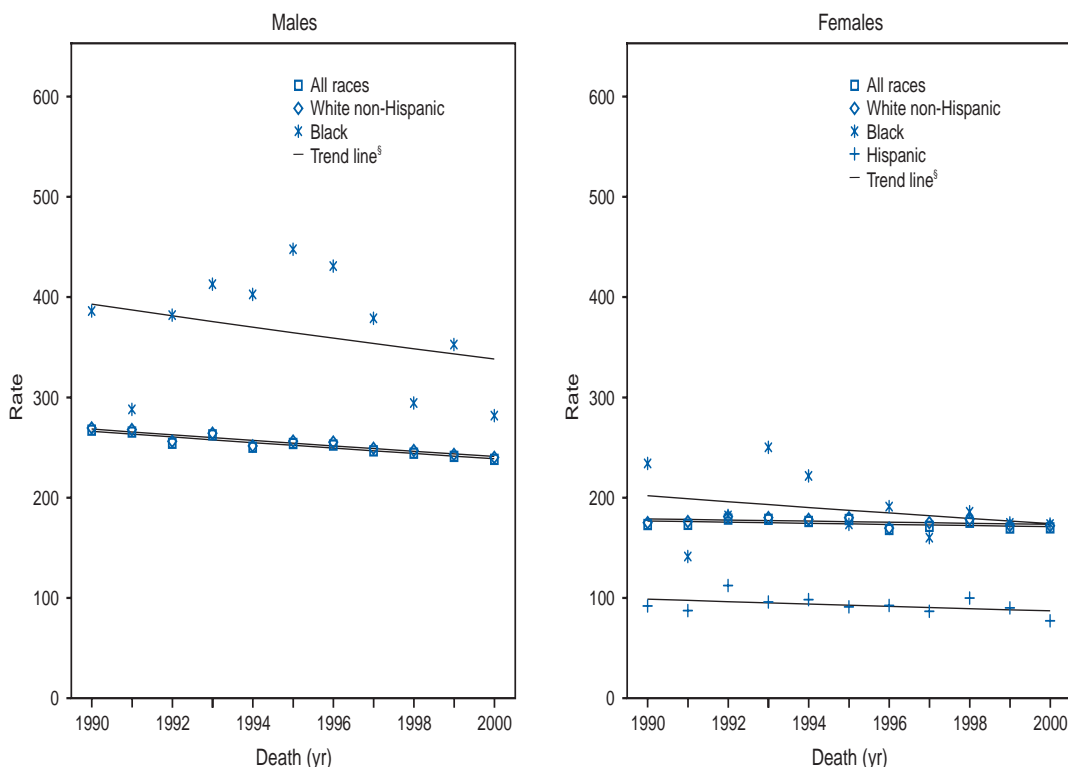 Males
All races
White non-Hispanic
Black
Trend line§
Rate
600
500
400
300
200
100
0
1990 1992 1994 1996 1998 2000
Death (yr)
Females
All races
White non-Hispanic
Black
Hispanic
Trend line§
Rate
600
500
400
300
200
100
0
1990 1992 1994 1996 1998 2000
Death (yr)